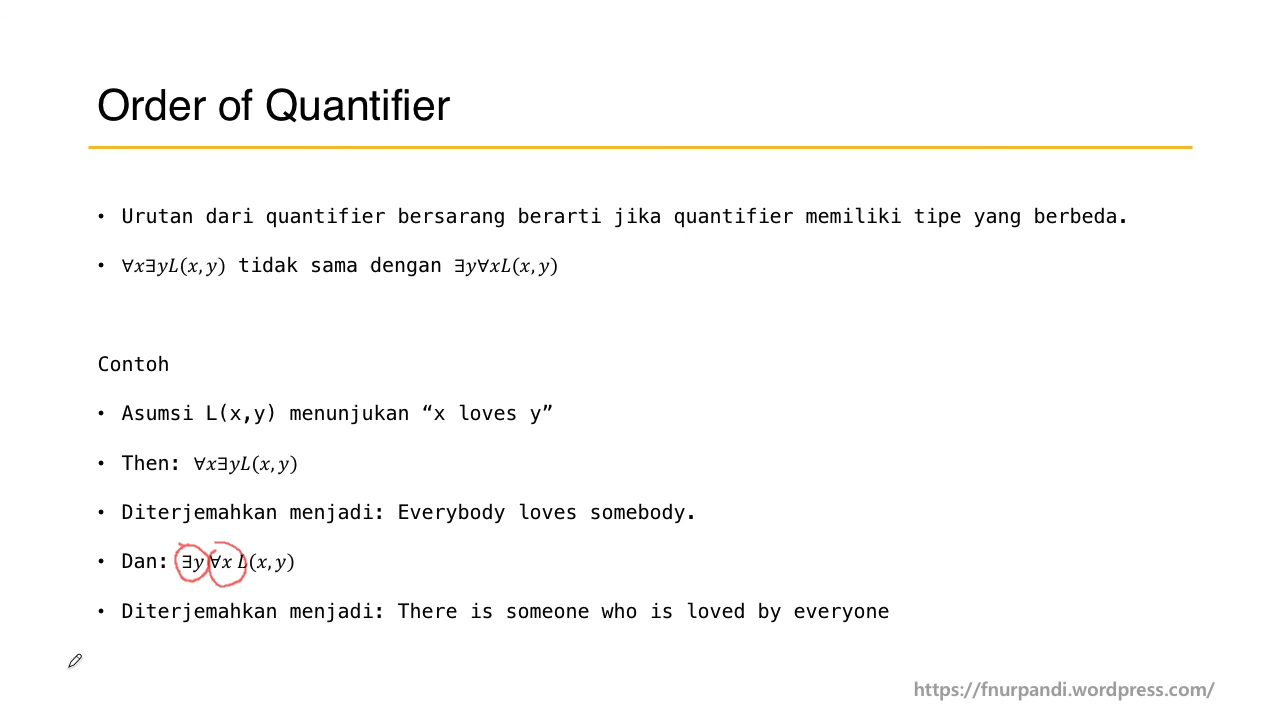 Order of Quantifier
• Urutan dari quantifier bersarang berarti jika quantifier memiliki tipe yang berbeda.
• ∀x∃yL(x, y) tidak sama dengan ∃y∀xL(x, y)
Contoh
• Asumsi L(x,y) menunjukan “x loves y”
• Then: ∀x∃yL(x, y)
• Diterjemahkan menjadi: Everybody loves somebody.
• Dan: ∃y ∀x L(x, y)
• Diterjemahkan menjadi: There is someone who is loved by everyone
https://fnurpandi.wordpress.com/